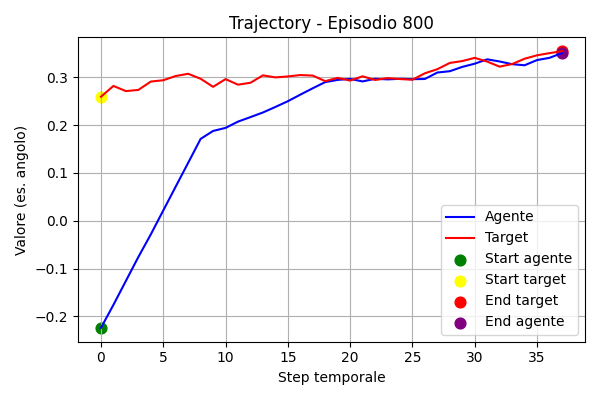 Trajectory - Episodio 800
Valore (es. angolo)
0.3
0.2
0.1
0.0
−0.1
−0.2
0
5
10
15
20
25
30
35
Step temporale
Agente
Target
Start agente
Start target
End target
End agente